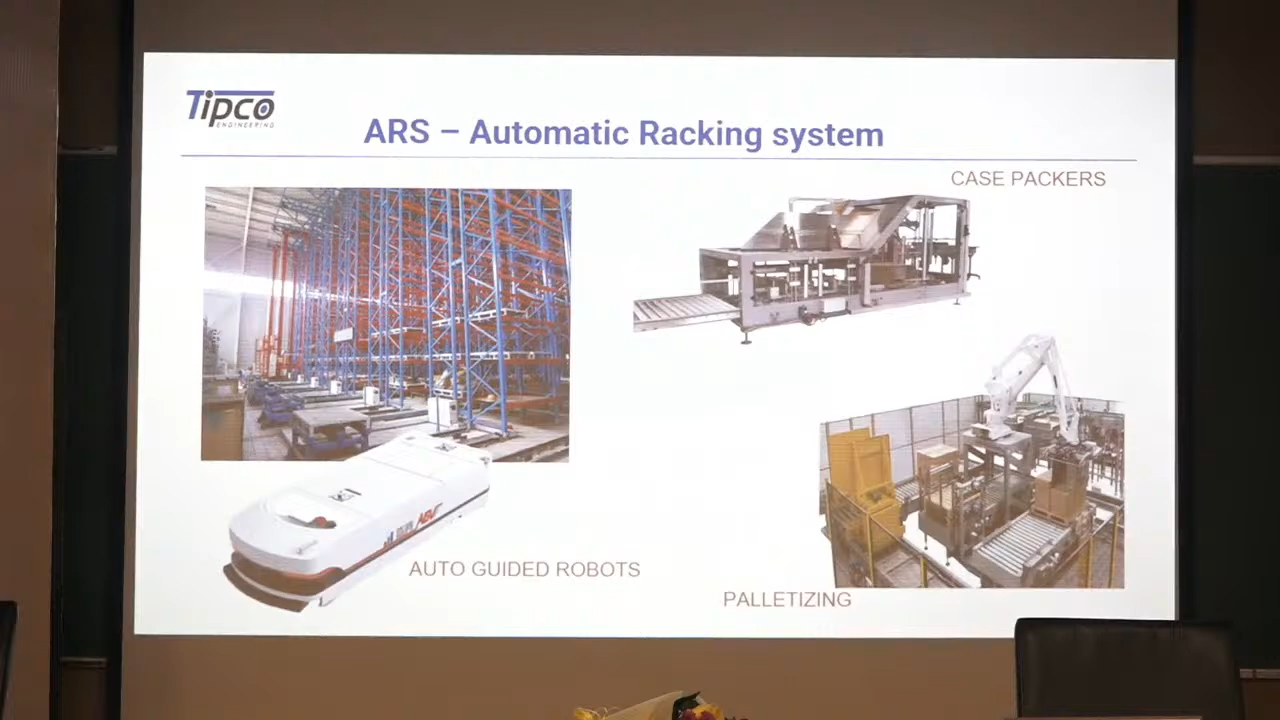 Tipco
ENGINEERING
ARS – Automatic Racking system
CASE PACKERS
AUTO GUIDED ROBOTS
PALLETIZING